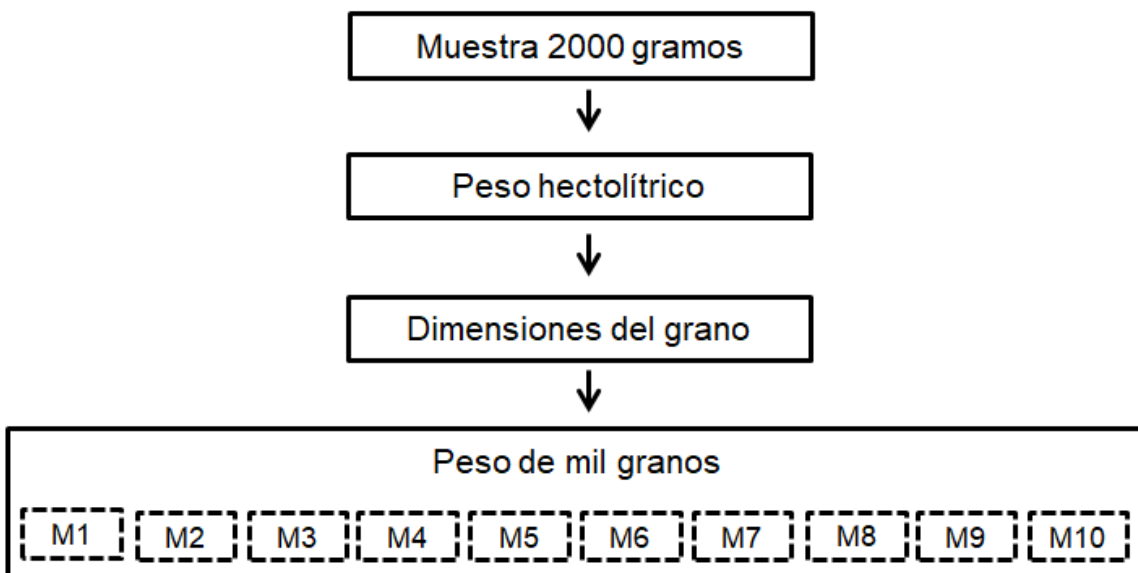 Muestra 2000 gramos
Peso hectolítrico
Dimensiones del grano
Peso de mil granos
M1 M2 M3 M4 M5 M6 M7 M8 M9 M10